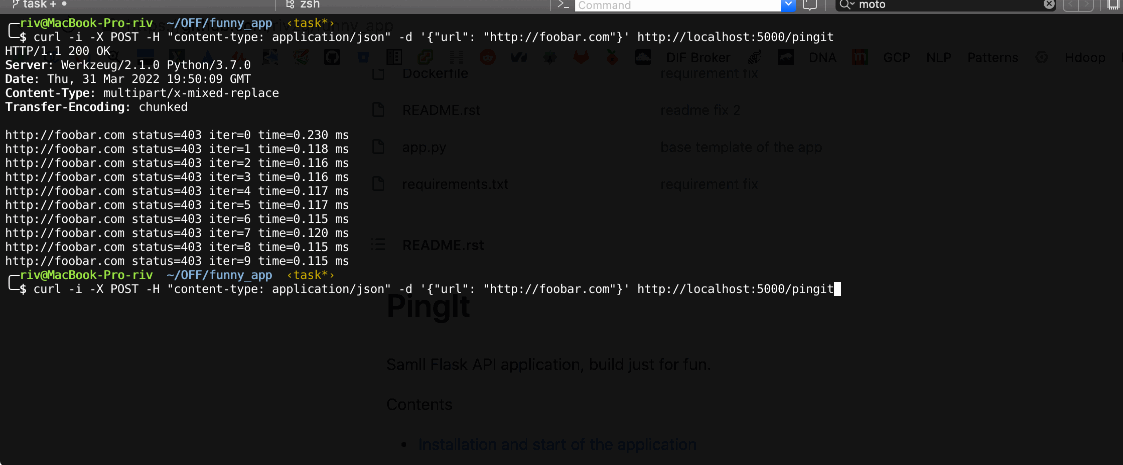 task + •
zsh
Command
moto
riv@MacBook-Pro-riv ~/OFF/funny_app ‹task*›
$ curl -i -X POST -H "content-type: application/json" -d '{"url": "http://foobar.com"}' http://localhost:5000/pingit
HTTP/1.1 200 OK
Server: Werkzeug/2.1.0 Python/3.7.0
Date: Thu, 31 Mar 2022 19:50:09 GMT
Content-Type: multipart/x-mixed-replace
Transfer-Encoding: chunked
http://foobar.com status=403 iter=0 time=0.230 ms
http://foobar.com status=403 iter=1 time=0.118 ms
http://foobar.com status=403 iter=2 time=0.116 ms
http://foobar.com status=403 iter=3 time=0.116 ms
http://foobar.com status=403 iter=4 time=0.117 ms
http://foobar.com status=403 iter=5 time=0.117 ms
http://foobar.com status=403 iter=6 time=0.115 ms
http://foobar.com status=403 iter=7 time=0.120 ms
http://foobar.com status=403 iter=8 time=0.115 ms
http://foobar.com status=403 iter=9 time=0.115 ms
riv@MacBook-Pro-riv ~/OFF/funny_app ‹task*›
$ curl -i -X POST -H "content-type: application/json" -d '{"url": "http://foobar.com"}' http://localhost:5000/pingit
DIF Broker DNA GCP NLP Patterns Hdoop
Dockerfile requirement fix
README.rst readme fix 2
app.py base template of the app
requirements.txt requirement fix
README.rst
PingIt
Samll Flask API application, build just for fun.
Contents
• Installation and start of the application